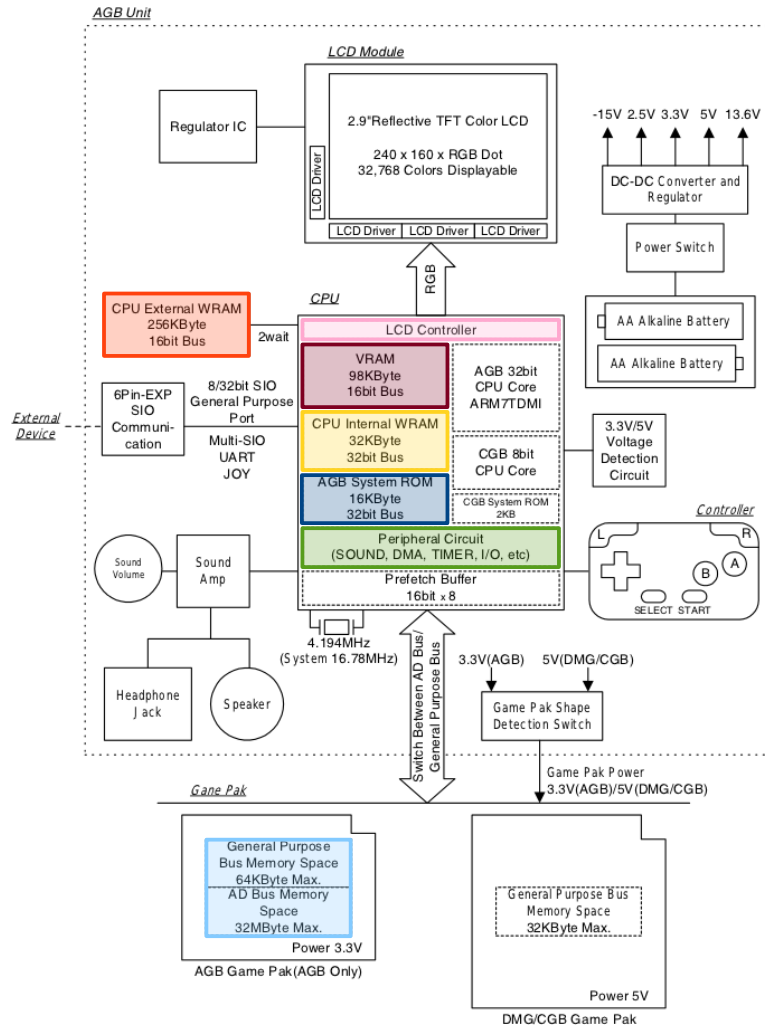 AGB Unit
LCD Module
Regulator IC
2.9"Reflective TFT Color LCD
240 x 160 x RGB Dot
32,768 Colors Displayable
LCD Driver
LCD Driver
LCD Driver
LCD Driver
-15V 2.5V 3.3V 5V 13.6V
DC-DC Converter and
Regulator
Power Switch
AA Alkaline Battery
AA Alkaline Battery
RGB
CPU
CPU External WRAM
256KByte
16bit Bus
2wait
LCD Controller
VRAM
98KByte
16bit Bus
AGB 32bit
CPU Core
ARM7TDMI
External
Device
6Pin-EXP
SIO
Communi-
cation
8/32bit SIO
General Purpose
Port
Multi-SIO
UART
JOY
CPU Internal WRAM
32KByte
32bit Bus
CGB 8bit
CPU Core
3.3V/5V
Voltage
Detection
Circuit
AGB System ROM
16KByte
32bit Bus
CGB System ROM
2KB
Controller
L
R
B
A
SELECT START
Peripheral Circuit
(SOUND, DMA, TIMER, I/O, etc)
Prefetch Buffer
16bit x 8
Sound
Volume
Sound
Amp
Headphone
Jack
Speaker
4.194MHz
(System 16.78MHz)
Switch Between AD Bus/
General Purpose Bus
3.3V(AGB)
5V(DMG/CGB)
Game Pak Shape
Detection Switch
Game Pak Power
3.3V(AGB)/5V(DMG/CGB)
Gane Pak
General Purpose
Bus Memory Space
64KByte Max.
AD Bus Memory
Space
32MByte Max.
Power 3.3V
AGB Game Pak(AGB Only)
General Purpose Bus
Memory Space
32KByte Max.
Power 5V
DMG/CGB Game Pak